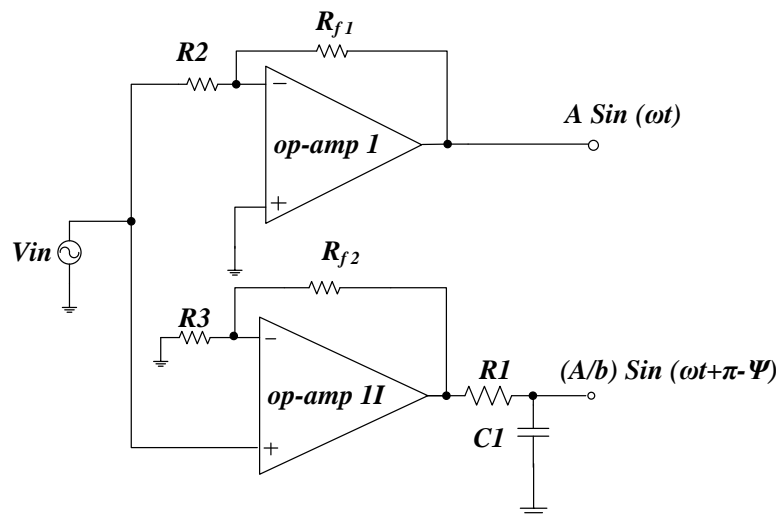 R2
Rf1
−
op-amp 1
+
A Sin (ωt)
Vin
Rf2
R3
−
op-amp 1I
+
R1
(A/b) Sin (ωt+π-Ψ)
C1